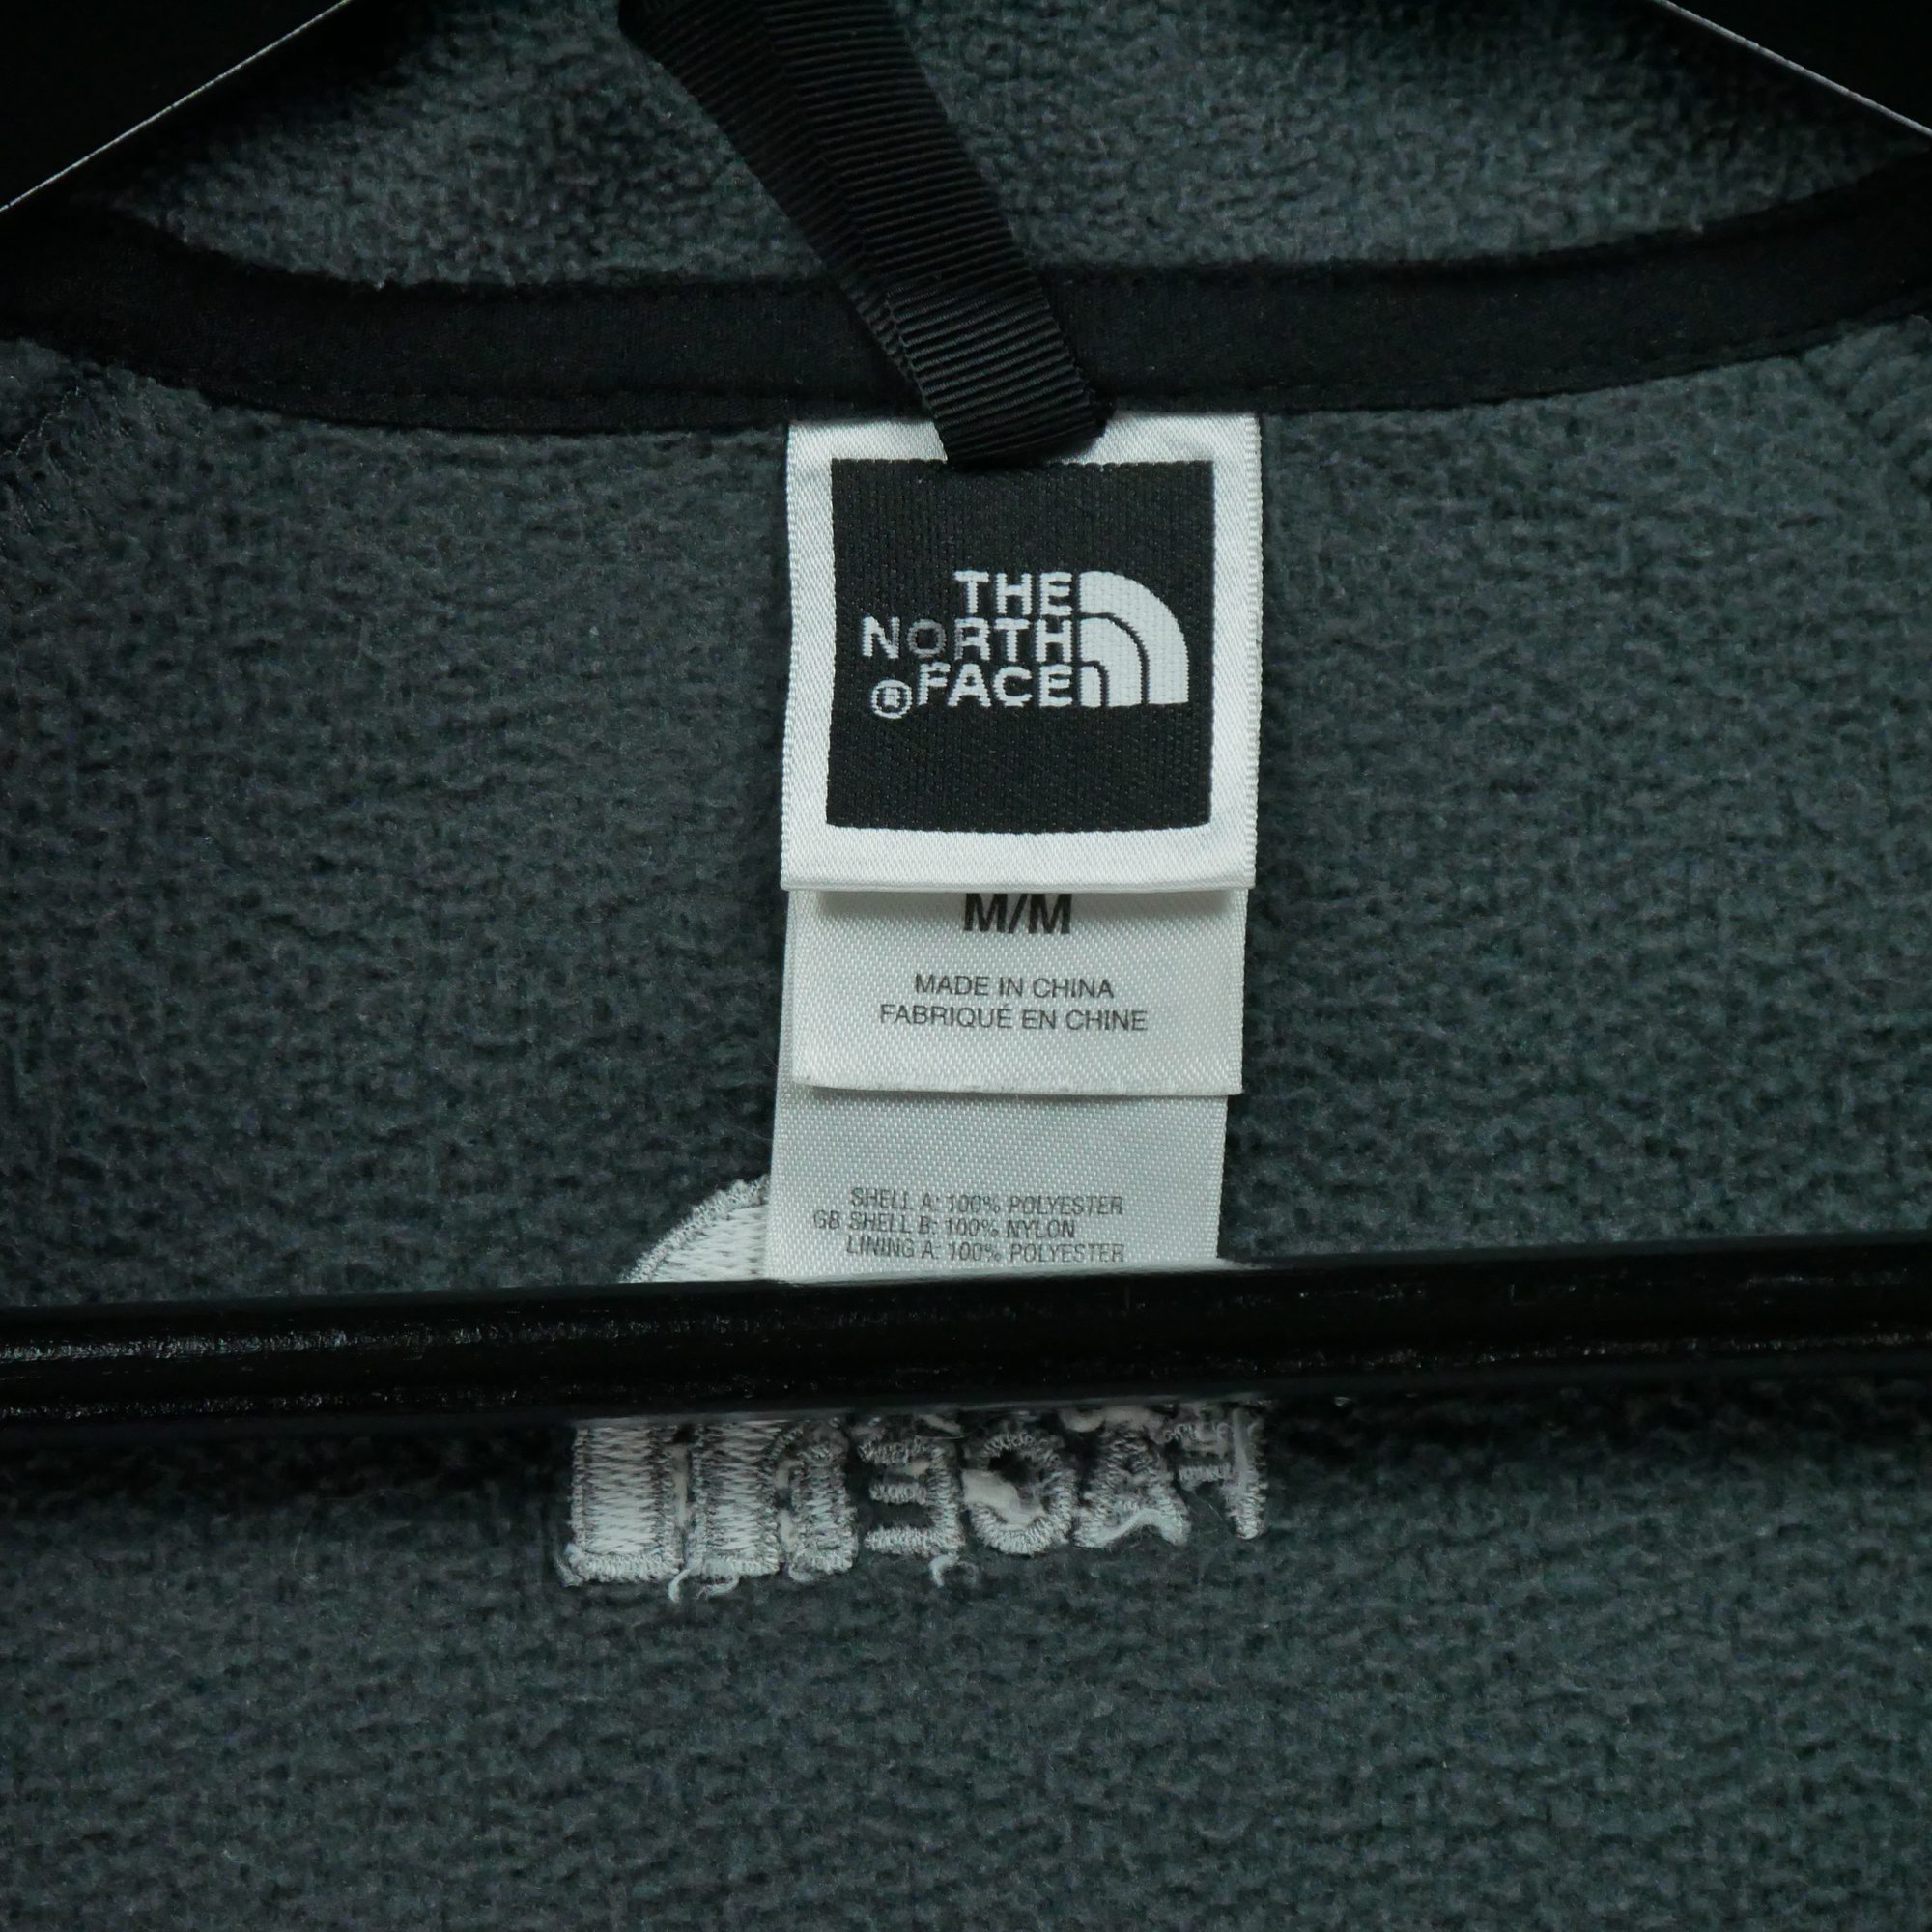 THE
NORTH
®FACE
M/M
MADE IN CHINA
FABRIQUÉ EN CHINE
SHELL A: 100% POLYESTER
GB SHELL B: 100% NYLON
LINING A: 100% POLYESTER
FACE